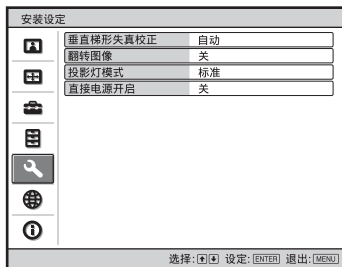 安装设定
垂直梯形失真校正 自动
翻转图像 关
投影灯模式 标准
直接电源开启 关
选择: 设定: ENTER 退出: MENU